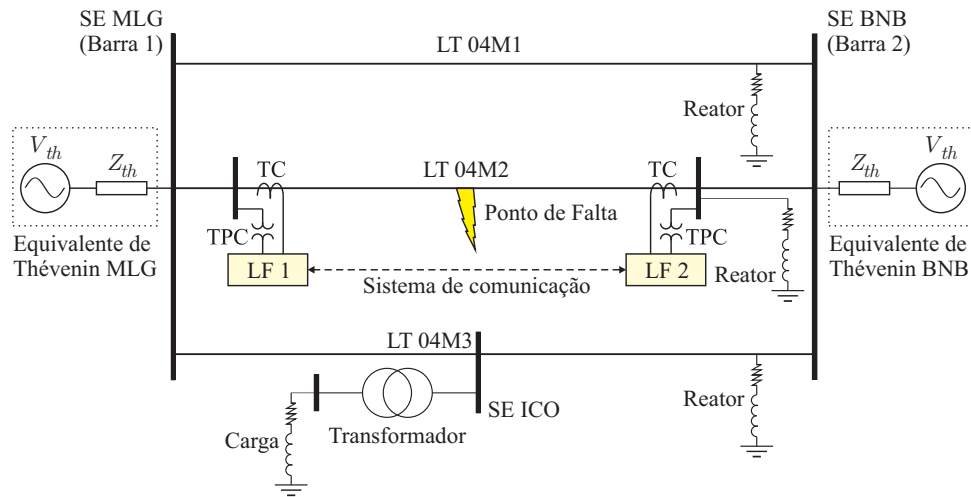 SE MLG
(Barra 1)
SE BNB
(Barra 2)
LT 04M1
Reator
V_th
Z_th
TC
LT 04M2
TC
Z_th
V_th
Ponto de Falta
TPC
TPC
Equivalente de
Thévenin MLG
LF 1
LF 2
Reator
Equivalente de
Thévenin BNB
Sistema de comunicação
LT 04M3
SE ICO
Reator
Carga
Transformador